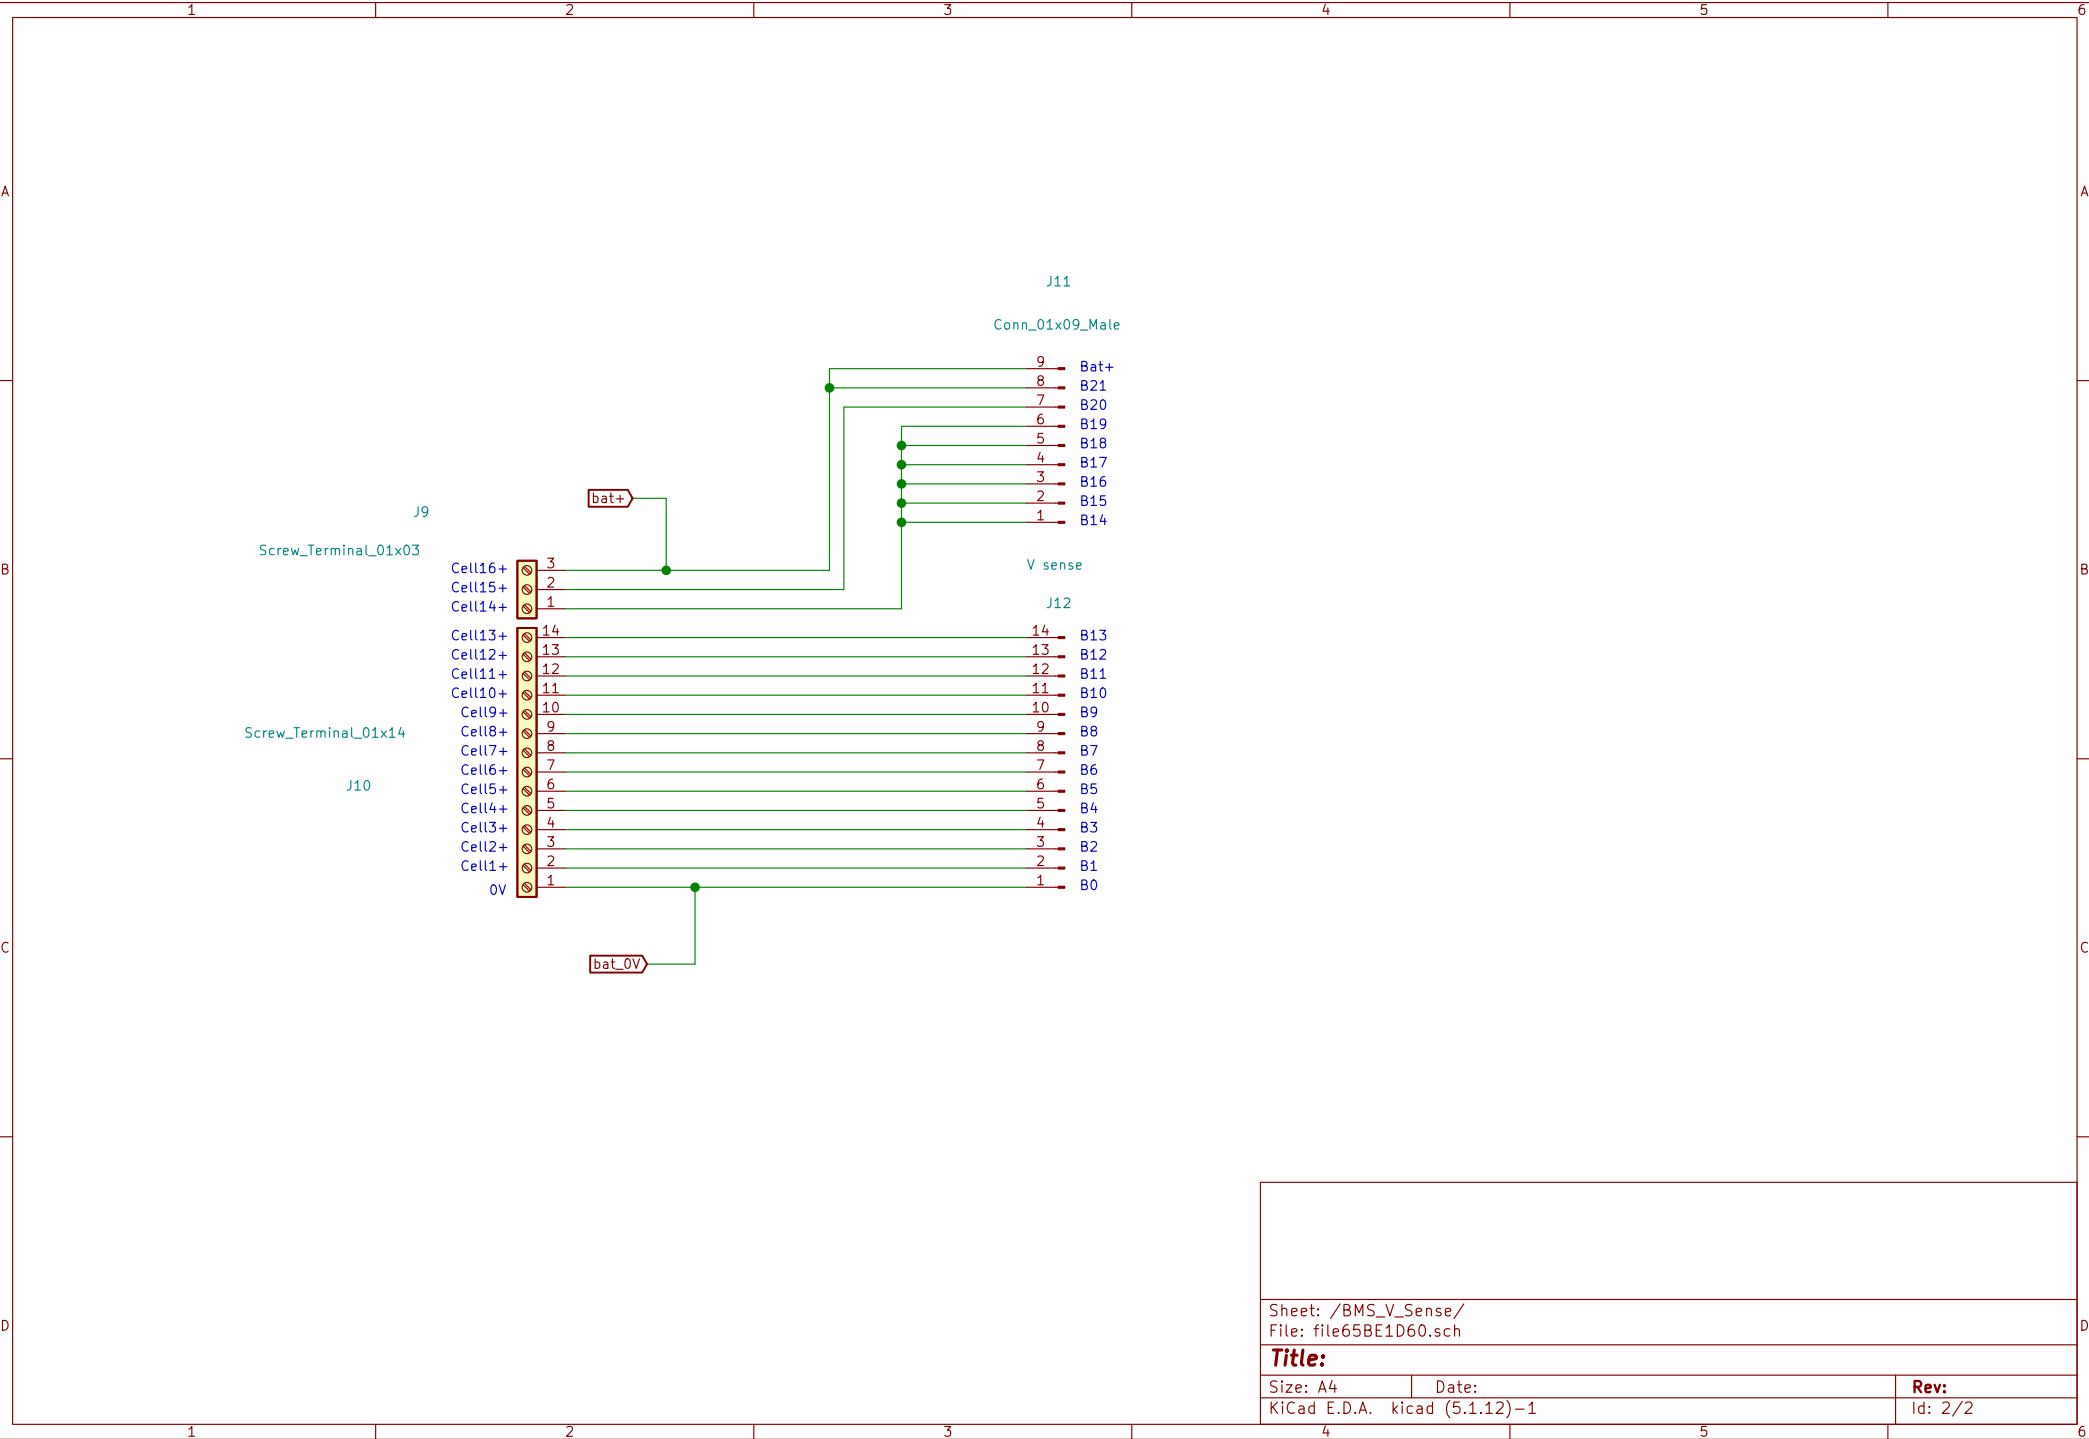 1 2 3 4 5 6
A A
J11
Conn_01x09_Male
9 Bat+
8 B21
7 B20
6 B19
5 B18
4 B17
3 B16
2 B15
1 B14
bat+
J9
Screw_Terminal_01x03
Cell16+ 3
Cell15+ 2
Cell14+ 1
B B
V sense
J12
Cell13+ 14 14 B13
Cell12+ 13 13 B12
Cell11+ 12 12 B11
Cell10+ 11 11 B10
Cell9+ 10 10 B9
Cell8+ 9 9 B8
Cell7+ 8 8 B7
Cell6+ 7 7 B6
Cell5+ 6 6 B5
Cell4+ 5 5 B4
Cell3+ 4 4 B3
Cell2+ 3 3 B2
Cell1+ 2 2 B1
0V 1 1 B0
Screw_Terminal_01x14
J10
bat_0V
C C
D D
Sheet: /BMS_V_Sense/
File: file65BE1D60.sch
Title:
Size: A4 Date: Rev:
KiCad E.D.A. kicad (5.1.12)-1 Id: 2/2
1 2 3 4 5 6